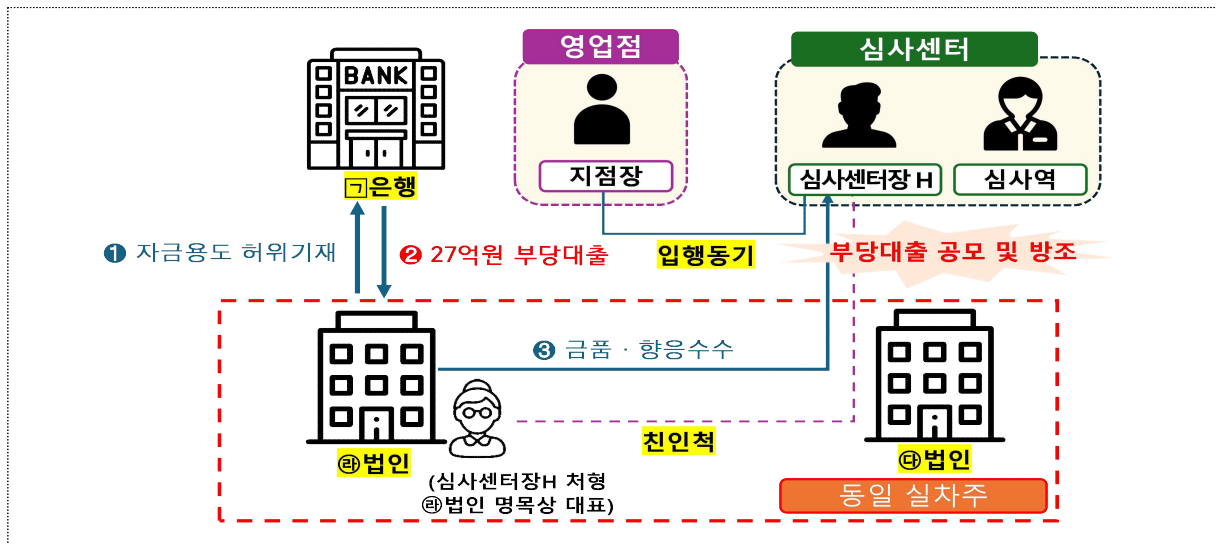 영업점
심사센터
BANK
지점장
심사센터장 H
심사역
㉠은행
❶ 자금용도 허위기재
❷ 27억원 부당대출
입행동기
부당대출 공모 및 방조
❸ 금품 · 향응수수
친인척
㉣법인
(심사센터장H 처형
㉣법인 명목상 대표)
㉢법인
동일 실차주